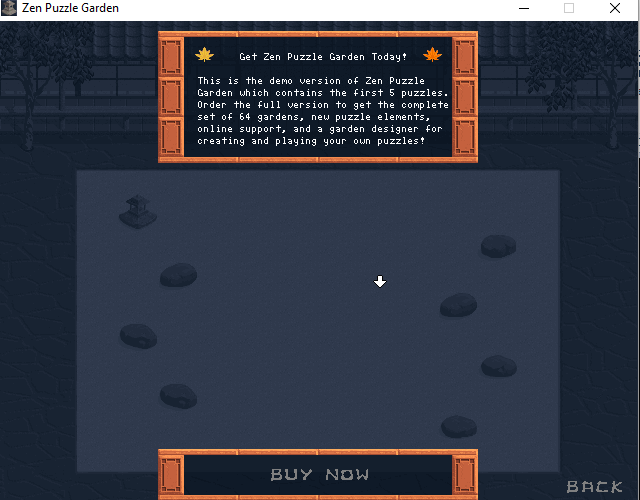 Zen Puzzle Garden
Get Zen Puzzle Garden Today!
This is the demo version of Zen Puzzle
Garden which contains the first 5 puzzles.
Order the full version to get the complete
set of 64 gardens, new puzzle elements,
online support, and a garden designer for
creating and playing your own puzzles!
BUY NOW
BACK